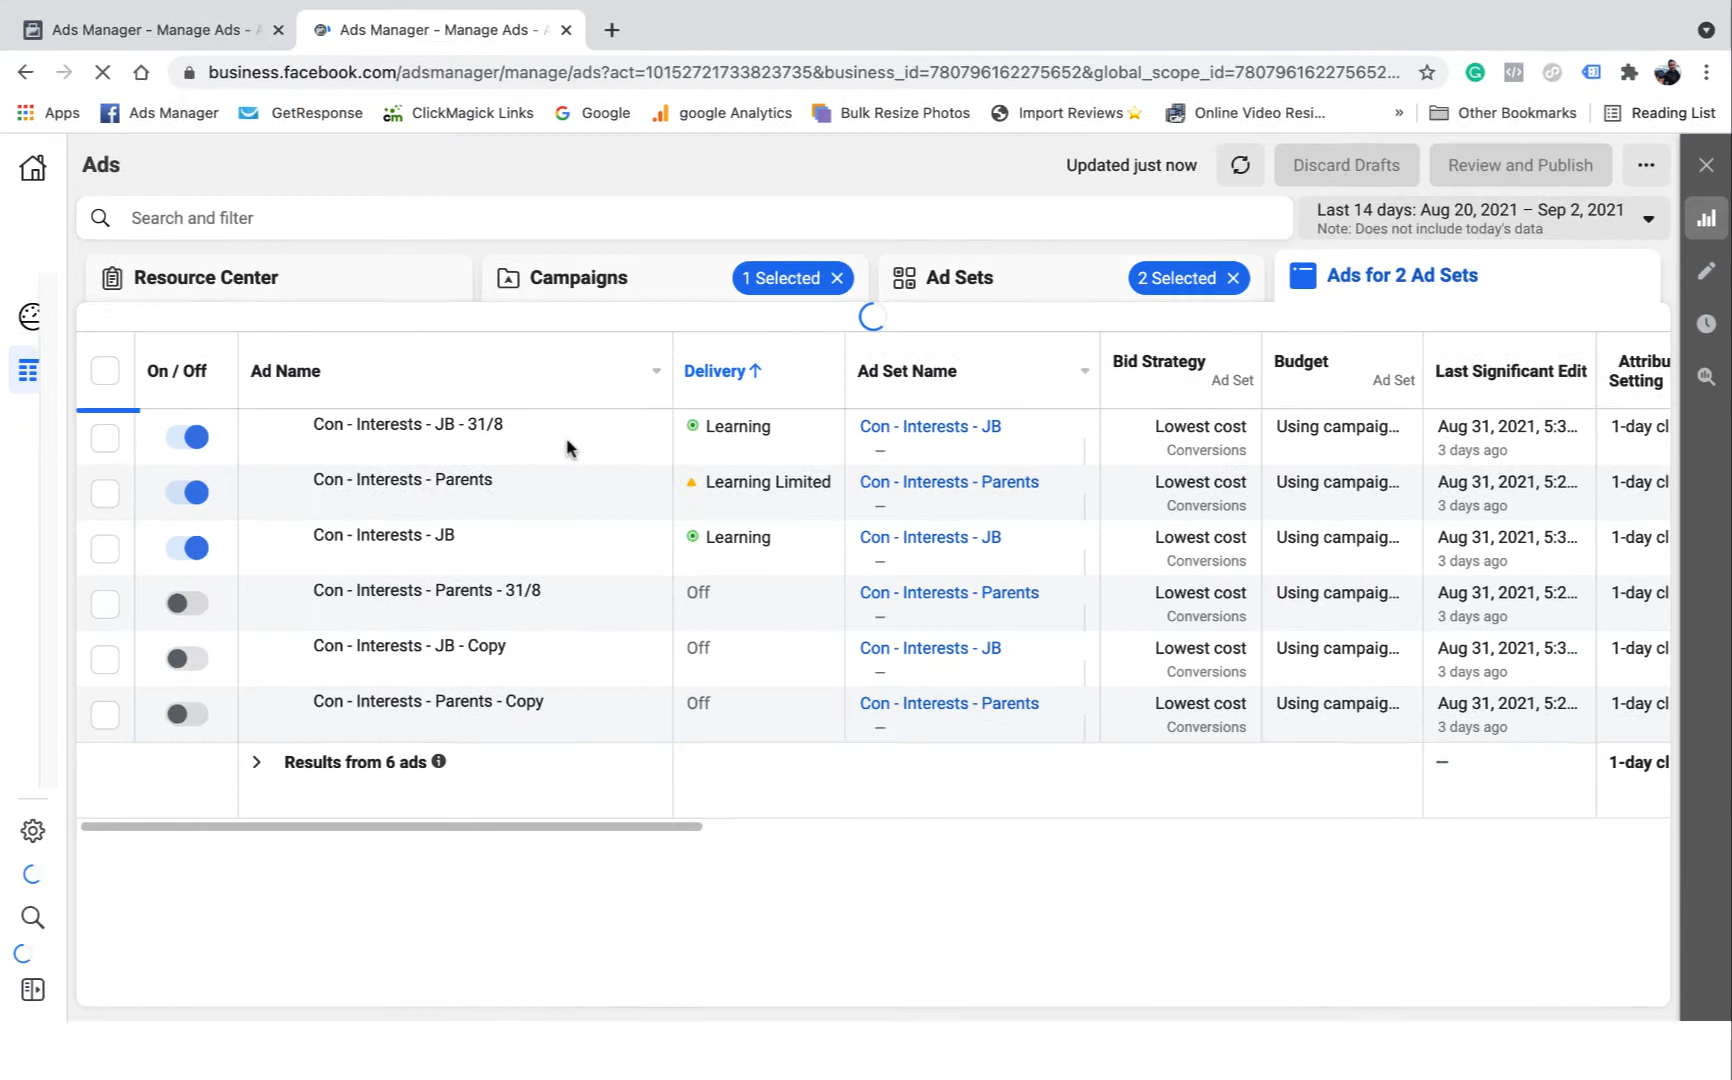 Ads Manager - Manage Ads -
Ads Manager - Manage Ads -
business.facebook.com/adsmanager/manage/ads?act=10152721733823735&business_id=780796162275652&global_scope_id=780796162275652...
Apps
Ads Manager
GetResponse
ClickMagick Links
Google
google Analytics
Bulk Resize Photos
Import Reviews
Online Video Resi...
»
Other Bookmarks
Reading List
Ads
Updated just now
Discard Drafts
Review and Publish
Search and filter
Last 14 days: Aug 20, 2021 – Sep 2, 2021
Note: Does not include today's data
Resource Center
Campaigns
1 Selected
Ad Sets
2 Selected
Ads for 2 Ad Sets
On / Off
Ad Name
Delivery ↑
Ad Set Name
Bid Strategy
Ad Set
Budget
Ad Set
Last Significant Edit
Attribu
Setting
Con - Interests - JB - 31/8
Learning
Con - Interests - JB
–
Lowest cost
Conversions
Using campaig...
Aug 31, 2021, 5:3...
3 days ago
1-day cl
Con - Interests - Parents
Learning Limited
Con - Interests - Parents
–
Lowest cost
Conversions
Using campaig...
Aug 31, 2021, 5:2...
3 days ago
1-day cl
Con - Interests - JB
Learning
Con - Interests - JB
–
Lowest cost
Conversions
Using campaig...
Aug 31, 2021, 5:3...
3 days ago
1-day cl
Con - Interests - Parents - 31/8
Off
Con - Interests - Parents
–
Lowest cost
Conversions
Using campaig...
Aug 31, 2021, 5:2...
3 days ago
1-day cl
Con - Interests - JB - Copy
Off
Con - Interests - JB
–
Lowest cost
Conversions
Using campaig...
Aug 31, 2021, 5:3...
3 days ago
1-day cl
Con - Interests - Parents - Copy
Off
Con - Interests - Parents
–
Lowest cost
Conversions
Using campaig...
Aug 31, 2021, 5:2...
3 days ago
1-day cl
Results from 6 ads
–
1-day cl